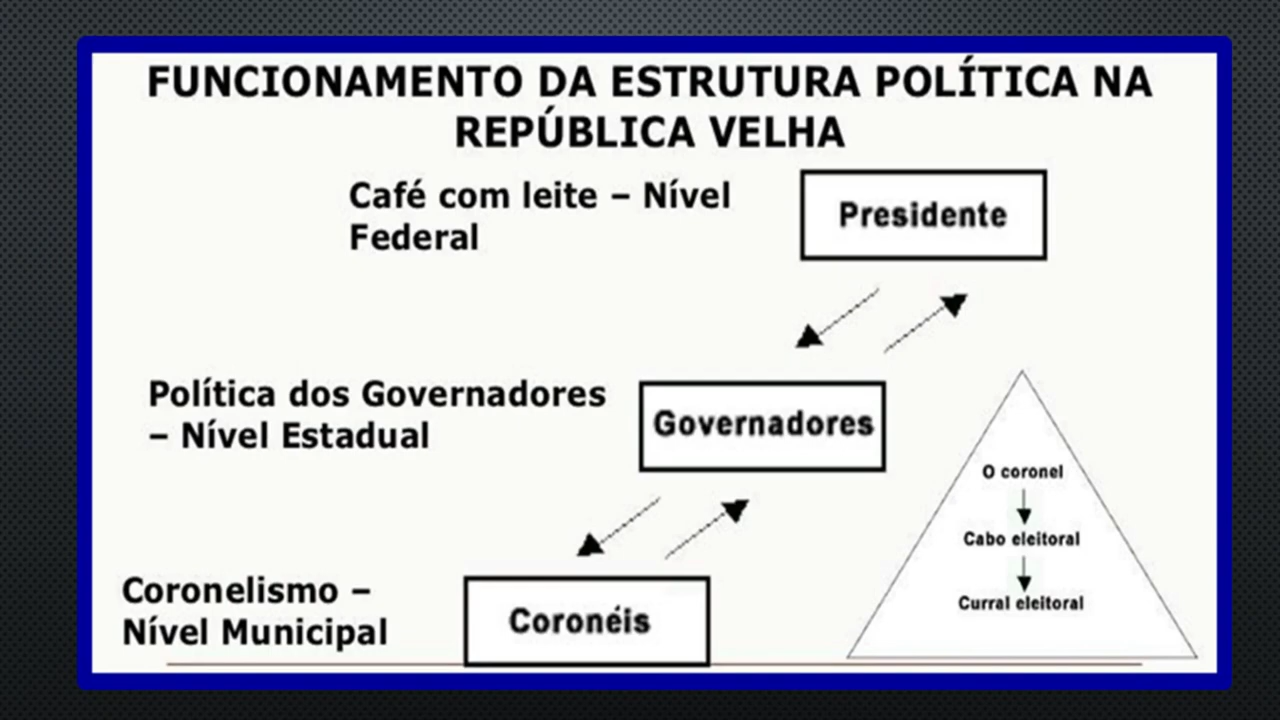 FUNCIONAMENTO DA ESTRUTURA POLÍTICA NA
REPÚBLICA VELHA
Café com leite – Nível
Federal
Presidente
Política dos Governadores
– Nível Estadual
Governadores
O coronel
Cabo eleitoral
Curral eleitoral
Coronelismo –
Nível Municipal
Coronéis